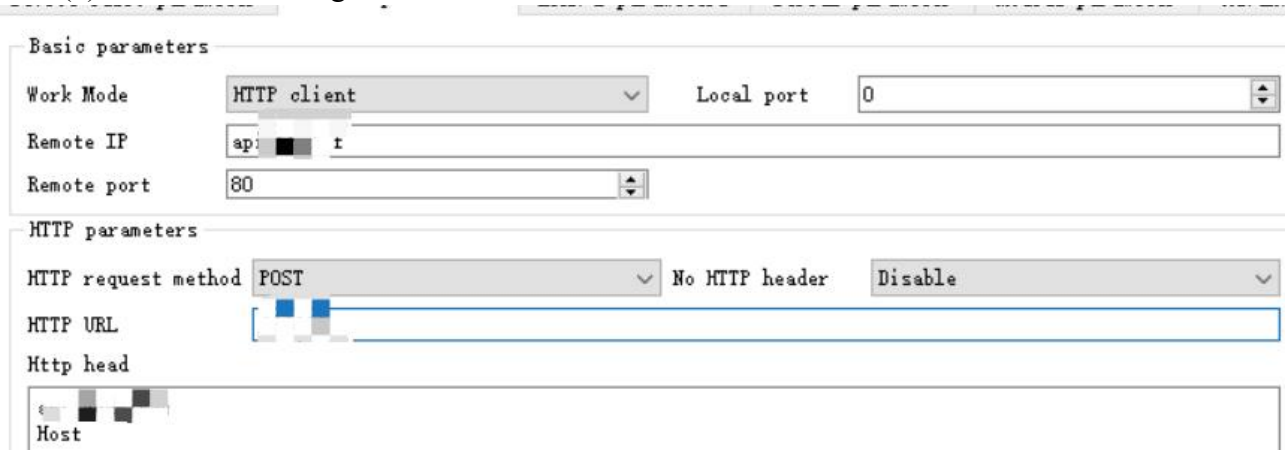 Basic parameters
Work Mode HTTP client Local port 0
Remote IP
Remote port 80
HTTP parameters
HTTP request method POST No HTTP header Disable
HTTP URL
Http head
Host